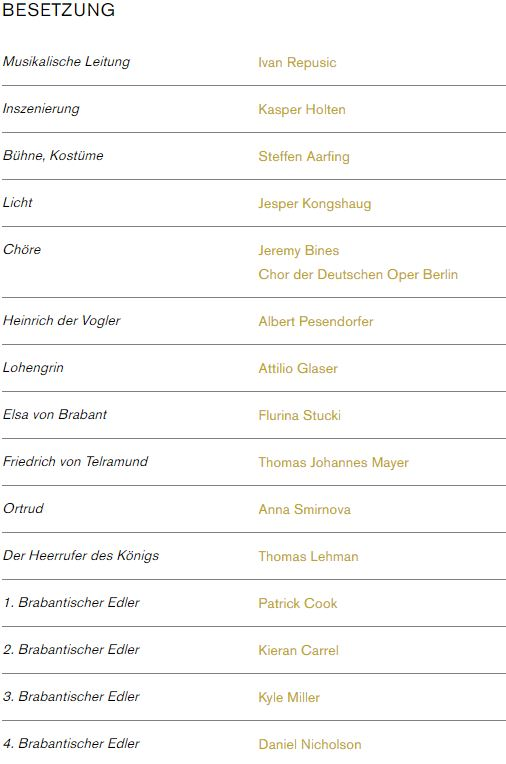 BESETZUNG
Musikalische Leitung Ivan Repusic
Inszenierung Kasper Holten
Bühne, Kostüme Steffen Aarfing
Licht Jesper Kongshaug
Chöre Jeremy Bines
Chor der Deutschen Oper Berlin
Heinrich der Vogler Albert Pesendorfer
Lohengrin Attilio Glaser
Elsa von Brabant Flurina Stucki
Friedrich von Telramund Thomas Johannes Mayer
Ortrud Anna Smirnova
Der Heerrufer des Königs Thomas Lehman
1. Brabantischer Edler Patrick Cook
2. Brabantischer Edler Kieran Carrel
3. Brabantischer Edler Kyle Miller
4. Brabantischer Edler Daniel Nicholson